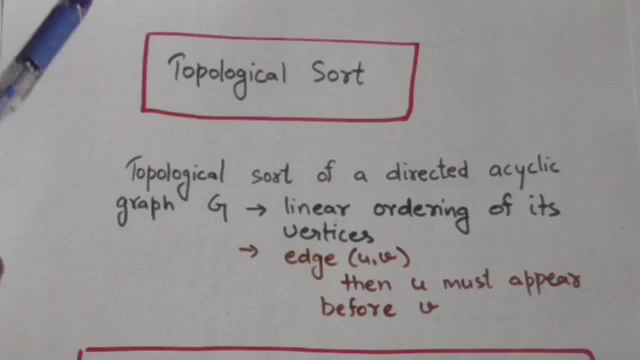 Topological Sort
Topological sort of a directed acyclic
graph G → linear ordering of its
vertices
→ edge (u,v)
then u must appear
before v